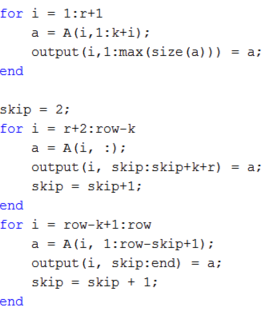 for i = 1:r+1
    a = A(i,1:k+i);
    output(i,1:max(size(a))) = a;
end

skip = 2;
for i = r+2:row-k
    a = A(i, :);
    output(i, skip:skip+k+r) = a;
    skip = skip+1;
end
for i = row-k+1:row
    a = A(i, 1:row-skip+1);
    output(i, skip:end) = a;
    skip = skip + 1;
end